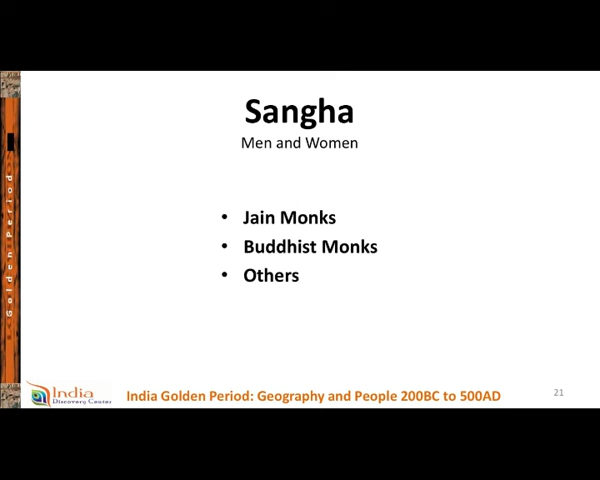 Sangha
Men and Women
• Jain Monks
• Buddhist Monks
• Others
Golden Period
India
Discovery Center
India Golden Period: Geography and People 200BC to 500AD
21